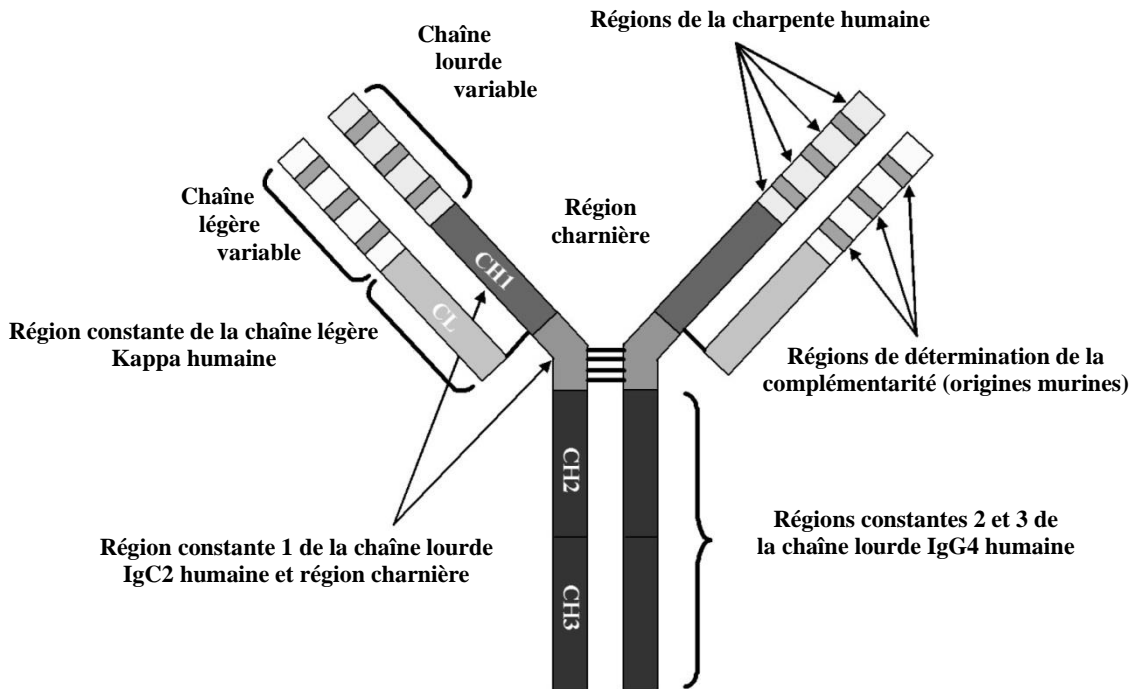 Régions de la charpente humaine
Chaîne
lourde
variable
Chaîne
légère
variable
Région
charnière
CH1
CL
Région constante de la chaîne légère
Kappa humaine
Régions de détermination de la
complémentarité (origines murines)
CH2
CH3
Région constante 1 de la chaîne lourde
IgC2 humaine et région charnière
Régions constantes 2 et 3 de
la chaîne lourde IgG4 humaine